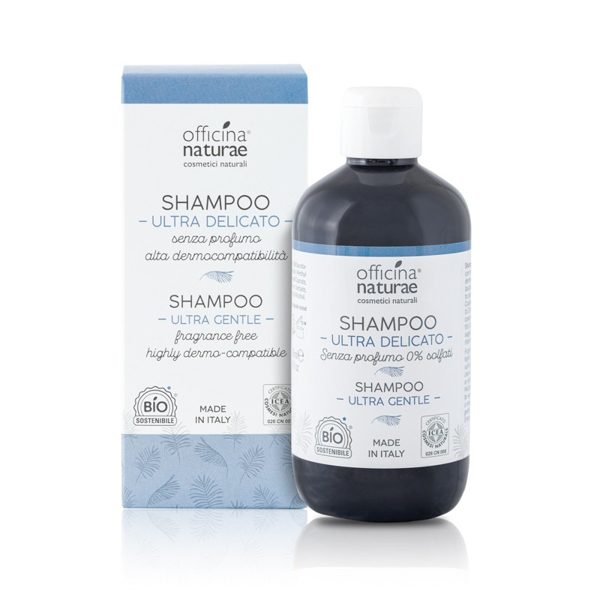 officina®
naturae
cosmetici naturali
SHAMPOO
– ULTRA DELICATO –
senza profumo
alta dermocompatibilità
SHAMPOO
– ULTRA GENTLE –
fragrance free
highly dermo-compatible
BIO
SOSTENIBILE
MADE
IN ITALY
ICEA
officina®
naturae
cosmetici naturali
SHAMPOO
– ULTRA DELICATO –
Senza profumo 0% solfati
SHAMPOO
– ULTRA GENTLE –
BIO
SOSTENIBILE
MADE
IN ITALY
ICEA